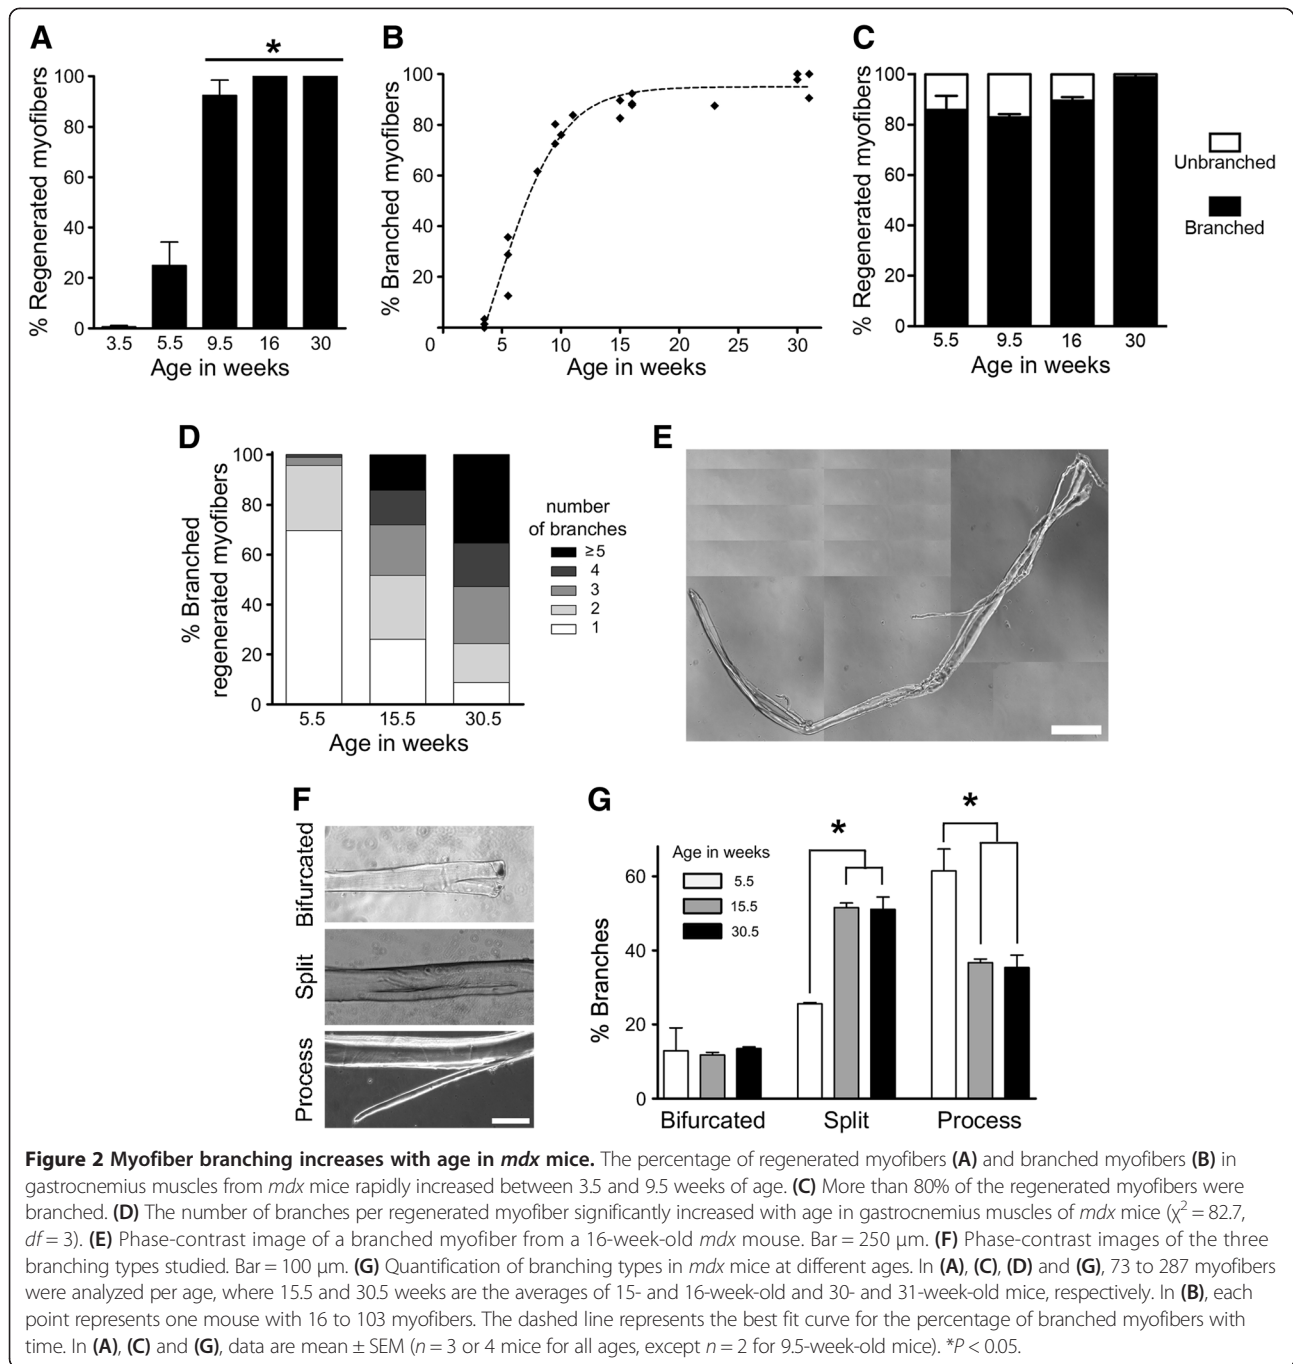 A
*
% Regenerated myofibers
100
80
60
40
20
0
3.5 5.5 9.5 16 30
Age in weeks
B
% Branched myofibers
100
80
60
40
20
0 5 10 15 20 25 30
Age in weeks
C
% Regenerated myofibers
100
80
60
40
20
0
5.5 9.5 16 30
Age in weeks
Unbranched
Branched
D
% Branched
regenerated myofibers
100
80
60
40
20
0
5.5 15.5 30.5
Age in weeks
number
of branches
≥5
4
3
2
1
E
F
Bifurcated
Split
Process
G
% Branches
60
40
20
0
Age in weeks
5.5
15.5
30.5
*
*
Bifurcated Split Process
Figure 2 Myofiber branching increases with age in mdx mice. The percentage of regenerated myofibers (A) and branched myofibers (B) in
gastrocnemius muscles from mdx mice rapidly increased between 3.5 and 9.5 weeks of age. (C) More than 80% of the regenerated myofibers were
branched. (D) The number of branches per regenerated myofiber significantly increased with age in gastrocnemius muscles of mdx mice (χ² = 82.7,
df = 3). (E) Phase-contrast image of a branched myofiber from a 16-week-old mdx mouse. Bar = 250 μm. (F) Phase-contrast images of the three
branching types studied. Bar = 100 μm. (G) Quantification of branching types in mdx mice at different ages. In (A), (C), (D) and (G), 73 to 287 myofibers
were analyzed per age, where 15.5 and 30.5 weeks are the averages of 15- and 16-week-old and 30- and 31-week-old mice, respectively. In (B), each
point represents one mouse with 16 to 103 myofibers. The dashed line represents the best fit curve for the percentage of branched myofibers with
time. In (A), (C) and (G), data are mean ± SEM (n = 3 or 4 mice for all ages, except n = 2 for 9.5-week-old mice). *P < 0.05.